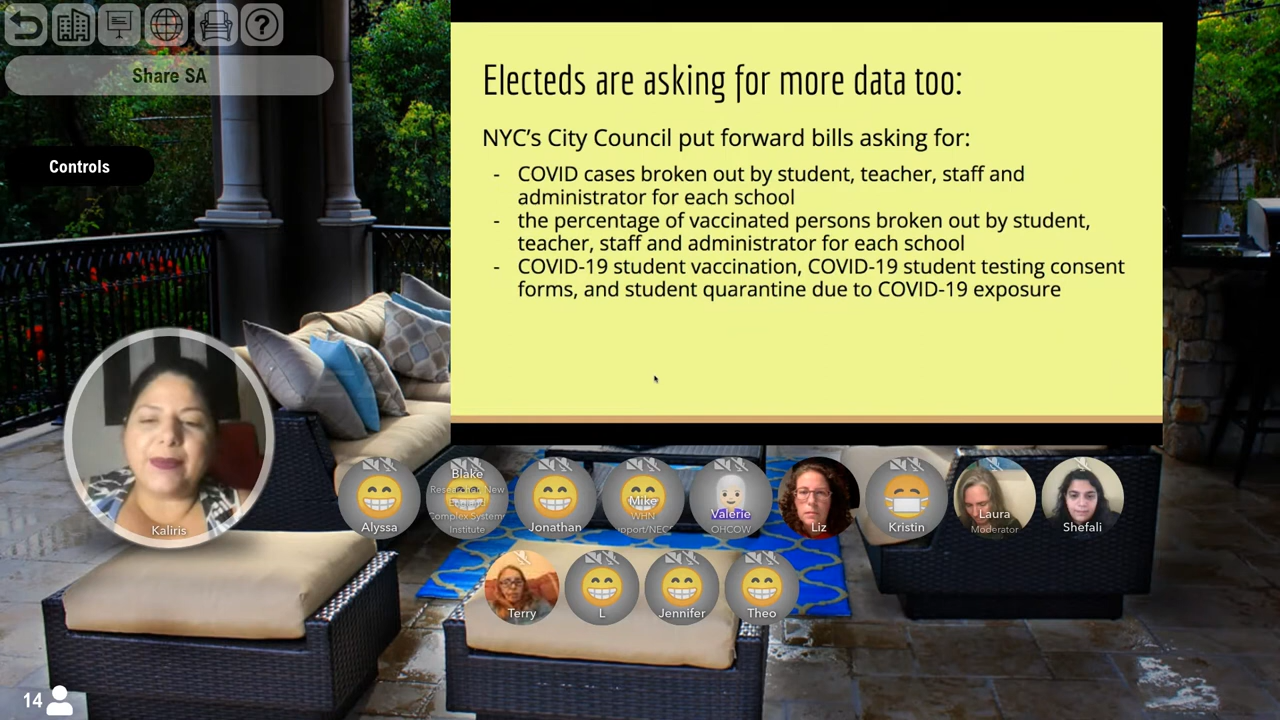 Share SA
Controls
Electeds are asking for more data too:
NYC's City Council put forward bills asking for:
- COVID cases broken out by student, teacher, staff and
administrator for each school
- the percentage of vaccinated persons broken out by student,
teacher, staff and administrator for each school
- COVID-19 student vaccination, COVID-19 student testing consent
forms, and student quarantine due to COVID-19 exposure
Kaliris
Alyssa
Blake
Complex System
Institute
Jonathan
Mike
WHN
Valerie
OHCOW
Liz
Kristin
Laura
Moderator
Shefali
Terry
L
Jennifer
Theo
14